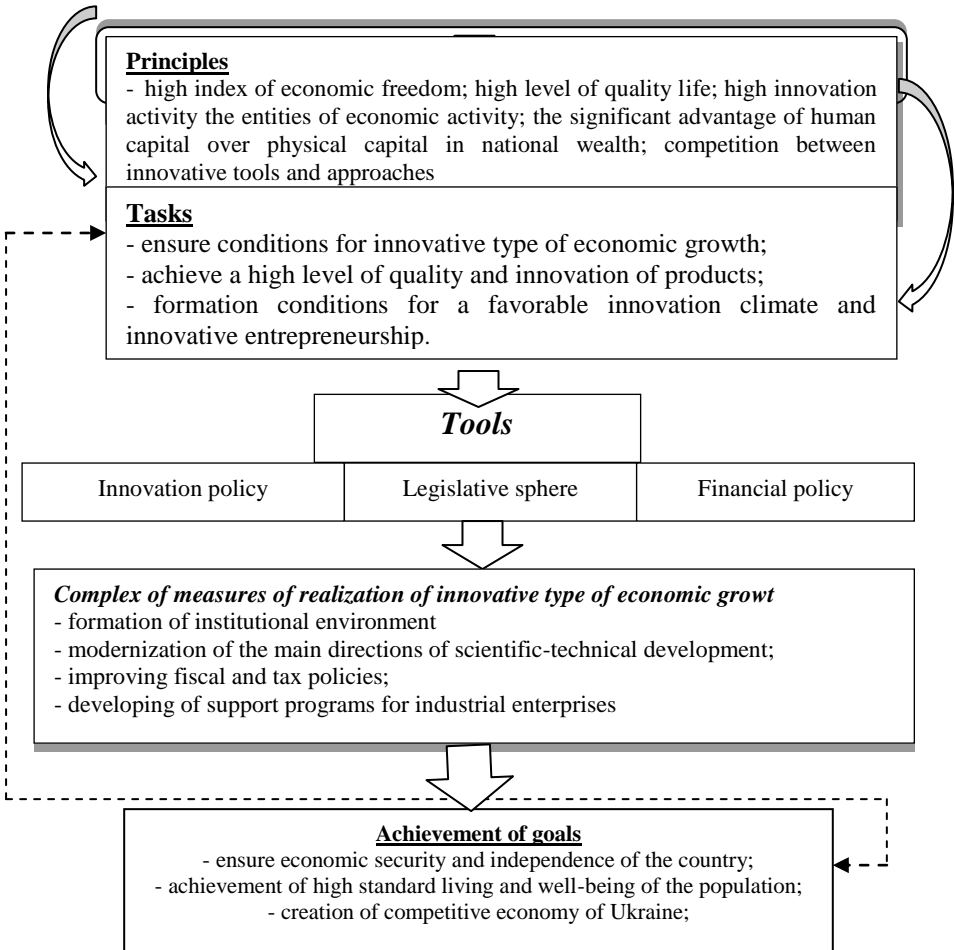 Principles
- high index of economic freedom; high level of quality life; high innovation
activity the entities of economic activity; the significant advantage of human
capital over physical capital in national wealth; competition between
innovative tools and approaches
Tasks
- ensure conditions for innovative type of economic growth;
- achieve a high level of quality and innovation of products;
- formation conditions for a favorable innovation climate and
innovative entrepreneurship.
Tools
Innovation policy
Legislative sphere
Financial policy
Complex of measures of realization of innovative type of economic growt
- formation of institutional environment
- modernization of the main directions of scientific-technical development;
- improving fiscal and tax policies;
- developing of support programs for industrial enterprises
Achievement of goals
- ensure economic security and independence of the country;
- achievement of high standard living and well-being of the population;
- creation of competitive economy of Ukraine;